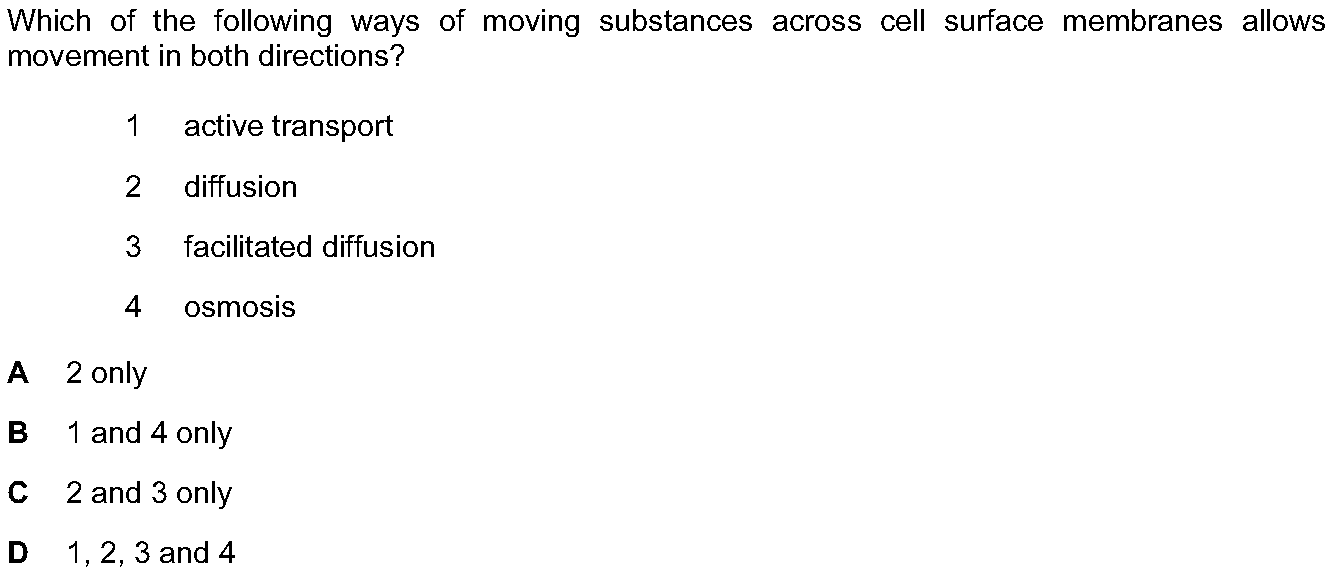 Which of the following ways of moving substances across cell surface membranes allows
movement in both directions?
1 active transport
2 diffusion
3 facilitated diffusion
4 osmosis
A 2 only
B 1 and 4 only
C 2 and 3 only
D 1, 2, 3 and 4